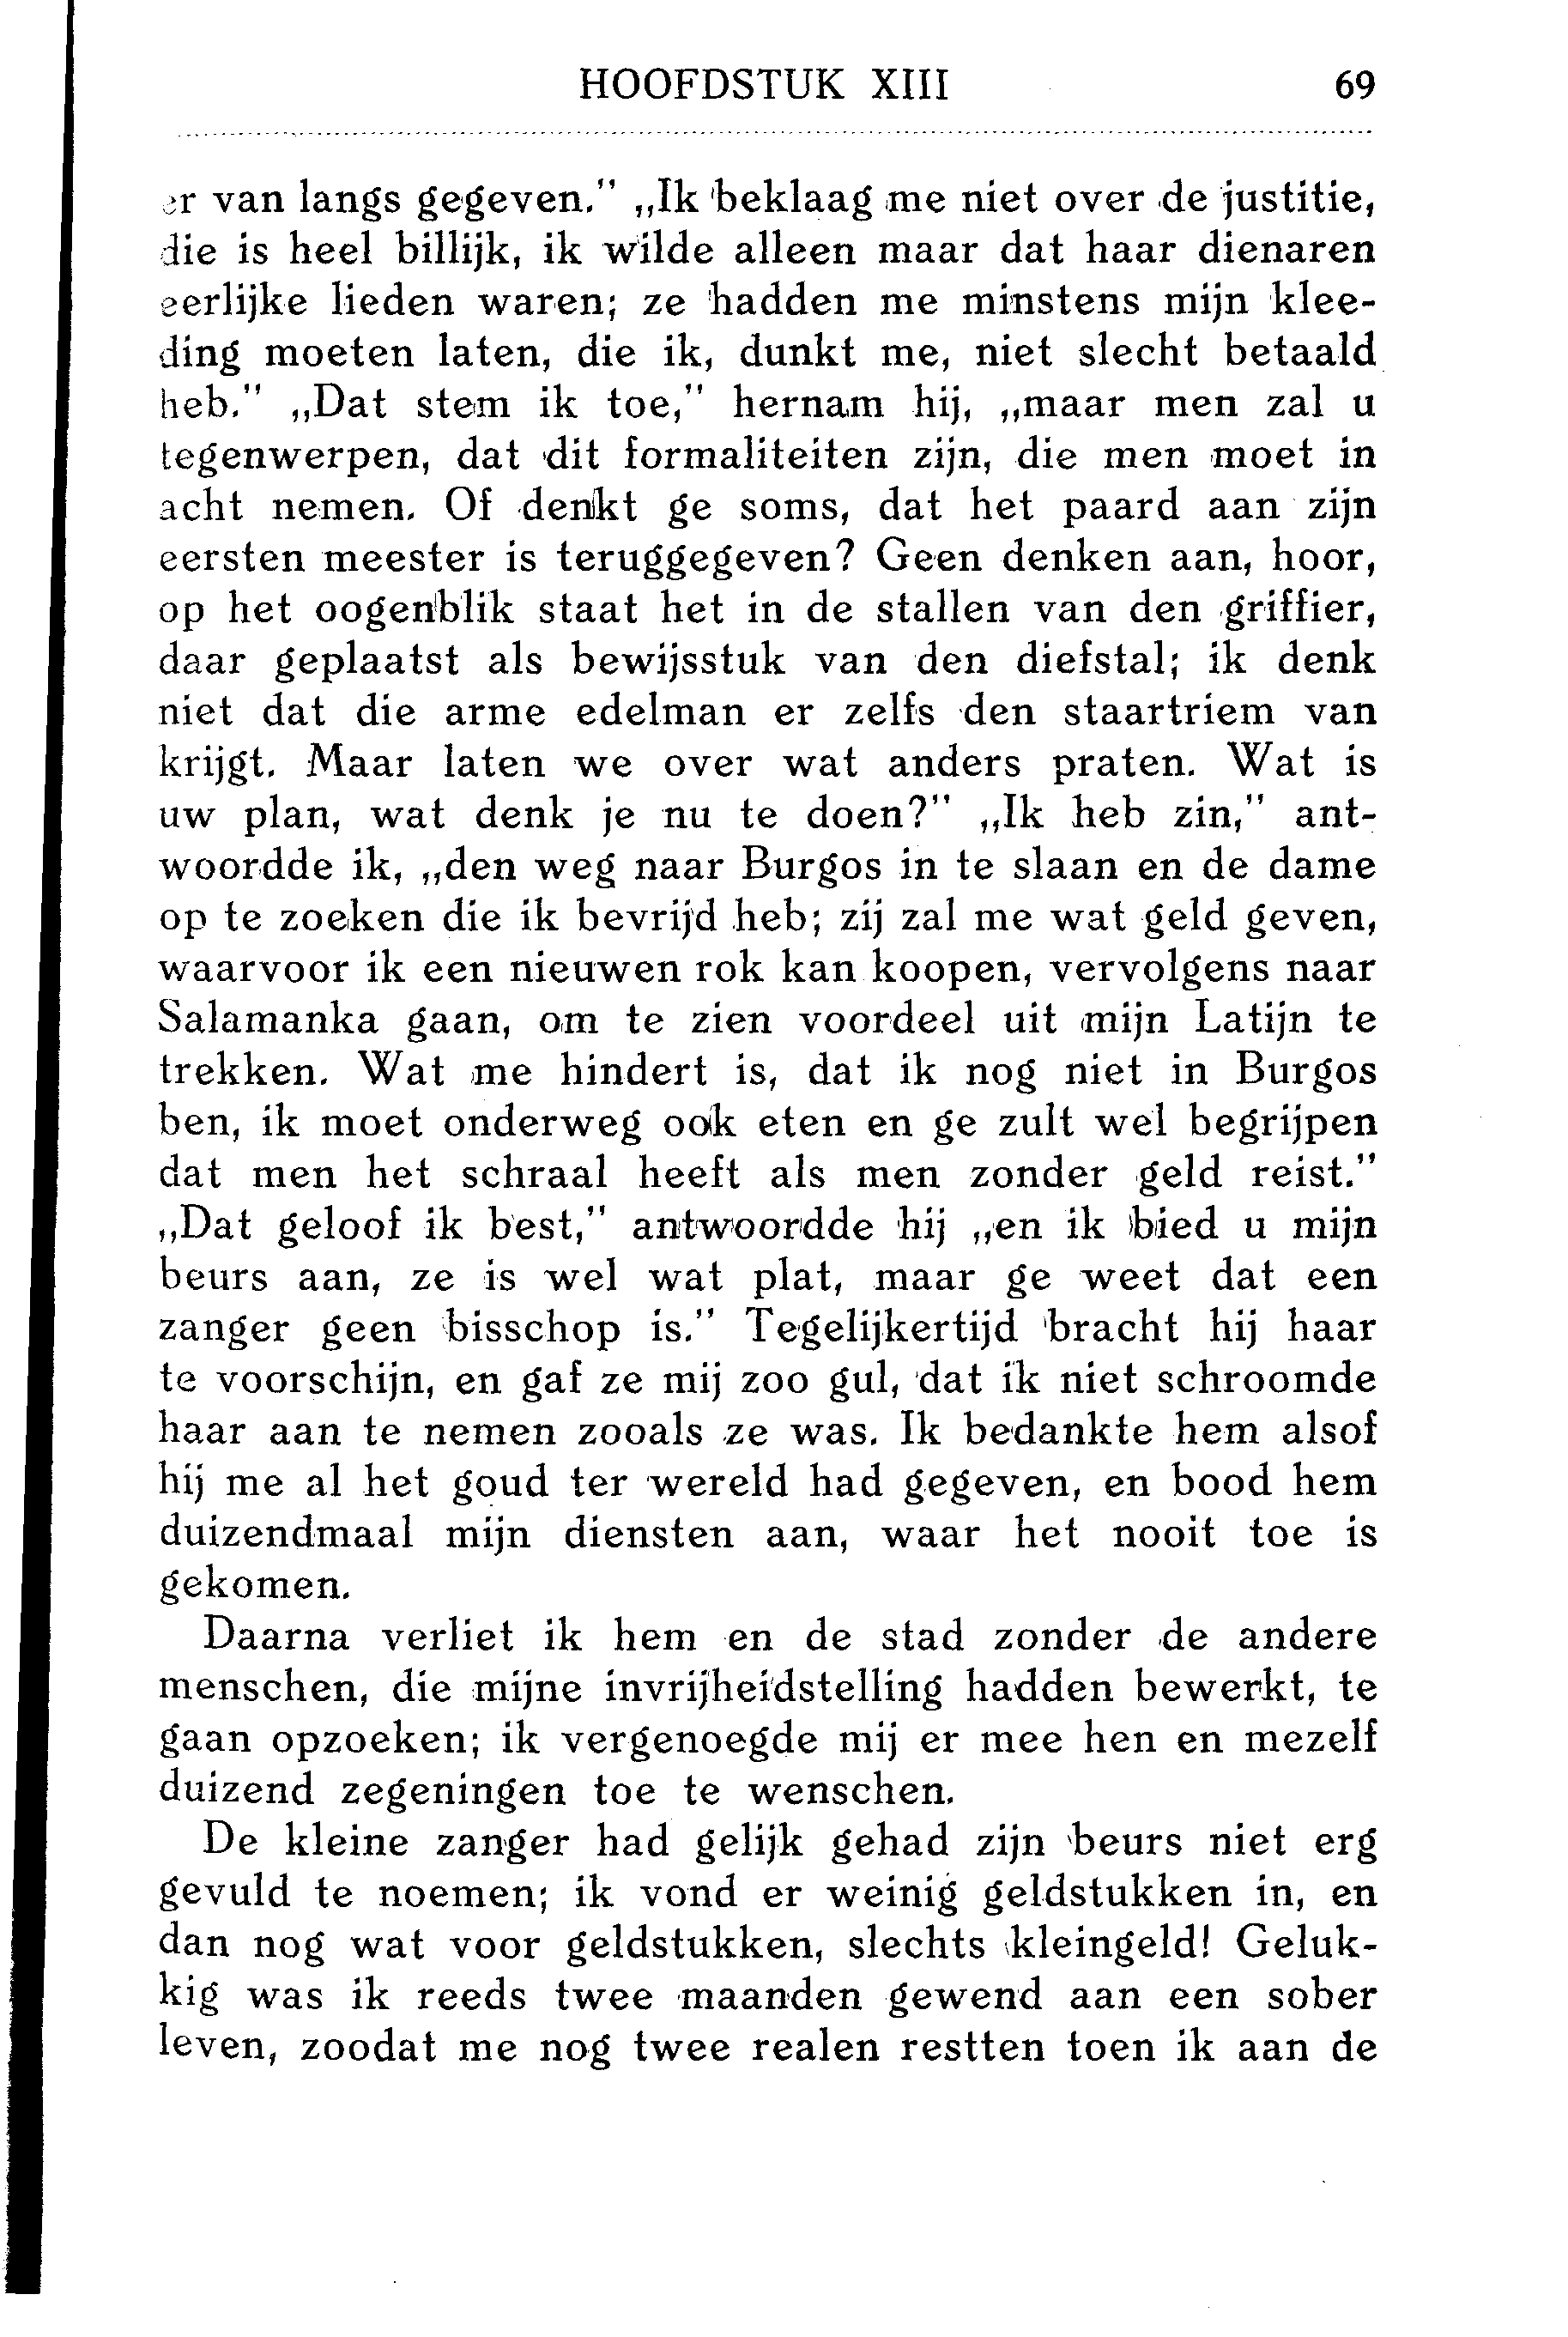 HOOFDSTUK XIII 69
er van langs gegeven." „Ik beklaag me niet over de justitie,
die is heel billijk, ik wilde alleen maar dat haar dienaren
eerlijke lieden waren; ze hadden me minstens mijn klee-
ding moeten laten, die ik, dunkt me, niet slecht betaald
heb." „Dat stem ik toe," hernam hij, „maar men zal u
tegenwerpen, dat dit formaliteiten zijn, die men moet in
acht nemen. Of denkt ge soms, dat het paard aan zijn
eersten meester is teruggegeven? Geen denken aan, hoor,
op het oogenblik staat het in de stallen van den griffier,
daar geplaatst als bewijsstuk van den diefstal; ik denk
niet dat die arme edelman er zelfs den staartriem van
krijgt. Maar laten we over wat anders praten. Wat is
uw plan, wat denk je nu te doen?" „Ik heb zin," ant-
woordde ik, „den weg naar Burgos in te slaan en de dame
op te zoeken die ik bevrijd heb; zij zal me wat geld geven,
waarvoor ik een nieuwen rok kan koopen, vervolgens naar
Salamanka gaan, om te zien voordeel uit mijn Latijn te
trekken. Wat me hindert is, dat ik nog niet in Burgos
ben, ik moet onderweg ook eten en ge zult wel begrijpen
dat men het schraal heeft als men zonder geld reist."
„Dat geloof ik best," antwoordde hij „en ik bied u mijn
beurs aan, ze is wel wat plat, maar ge weet dat een
zanger geen bisschop is." Tegelijkertijd bracht hij haar
te voorschijn, en gaf ze mij zoo gul, dat ik niet schroomde
haar aan te nemen zooals ze was. Ik bedankte hem alsof
hij me al het goud ter wereld had gegeven, en bood hem
duizendmaal mijn diensten aan, waar het nooit toe is
gekomen.
Daarna verliet ik hem en de stad zonder de andere
menschen, die mijne invrijheidstelling hadden bewerkt, te
gaan opzoeken; ik vergenoegde mij er mee hen en mezelf
duizend zegeningen toe te wenschen.
De kleine zanger had gelijk gehad zijn beurs niet erg
gevuld te noemen; ik vond er weinig geldstukken in, en
dan nog wat voor geldstukken, slechts kleingeld! Geluk-
kig was ik reeds twee maanden gewend aan een sober
leven, zoodat me nog twee realen restten toen ik aan de